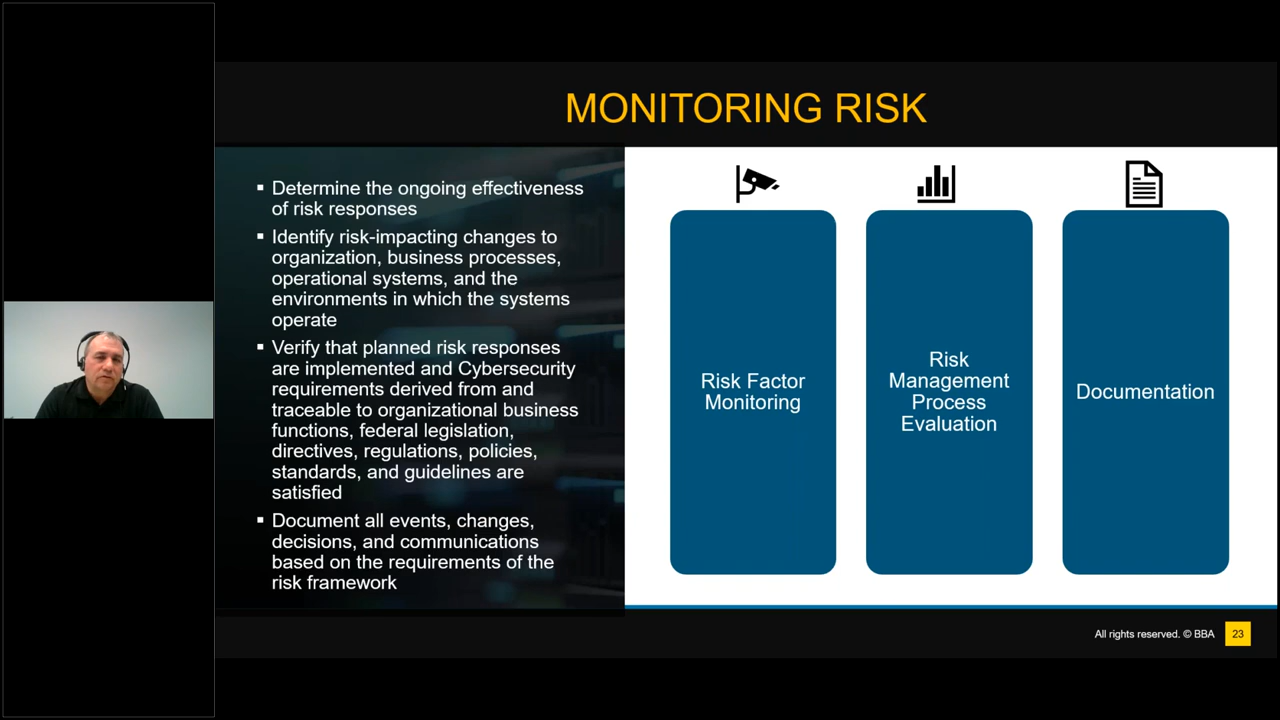 MONITORING RISK
▪ Determine the ongoing effectiveness
of risk responses
▪ Identify risk-impacting changes to
organization, business processes,
operational systems, and the
environments in which the systems
operate
▪ Verify that planned risk responses
are implemented and Cybersecurity
requirements derived from and
traceable to organizational business
functions, federal legislation,
directives, regulations, policies,
standards, and guidelines are
satisfied
▪ Document all events, changes,
decisions, and communications
based on the requirements of the
risk framework
Risk Factor
Monitoring
Risk
Management
Process
Evaluation
Documentation
All rights reserved. © BBA
23